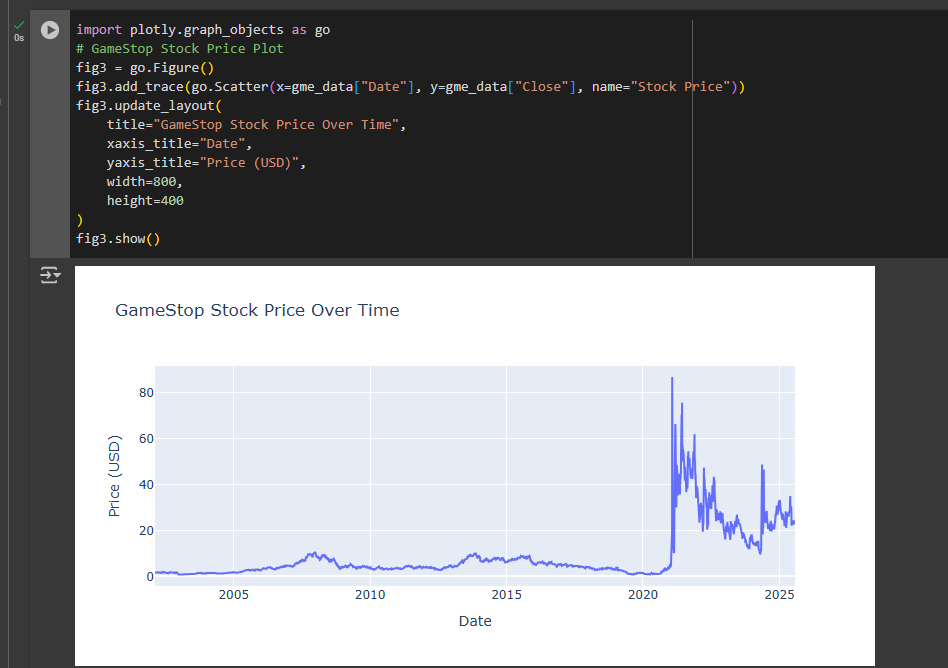 0s
import plotly.graph_objects as go
# GameStop Stock Price Plot
fig3 = go.Figure()
fig3.add_trace(go.Scatter(x=gme_data["Date"], y=gme_data["Close"], name="Stock Price"))
fig3.update_layout(
    title="GameStop Stock Price Over Time",
    xaxis_title="Date",
    yaxis_title="Price (USD)",
    width=800,
    height=400
)
fig3.show()
GameStop Stock Price Over Time
Price (USD)
80
60
40
20
0
2005 2010 2015 2020 2025
Date